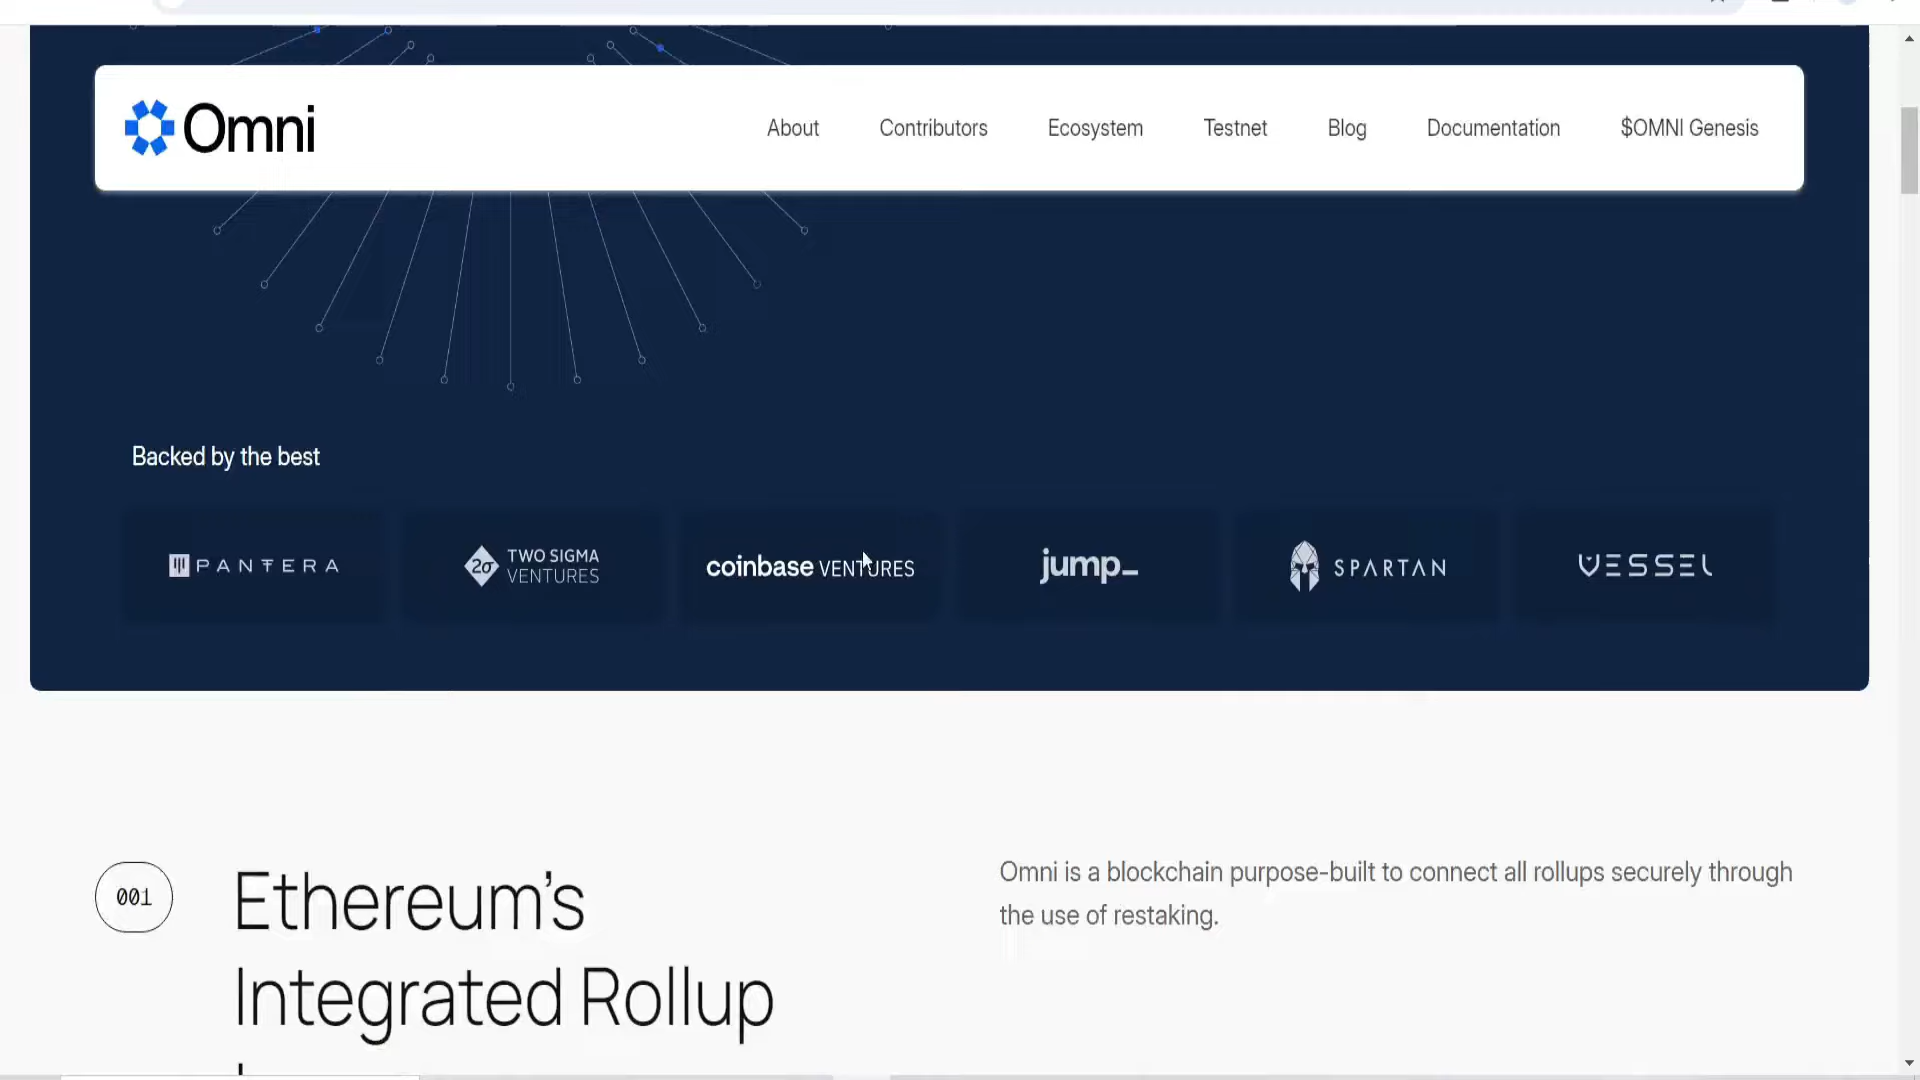 Omni
About Contributors Ecosystem Testnet Blog Documentation $OMNI Genesis
Backed by the best
PANTERA
2σ TWO SIGMA
VENTURES
coinbase VENTURES
jump_
SPARTAN
VESSEL
001
Ethereum’s
Integrated Rollup
Omni is a blockchain purpose-built to connect all rollups securely through
the use of restaking.